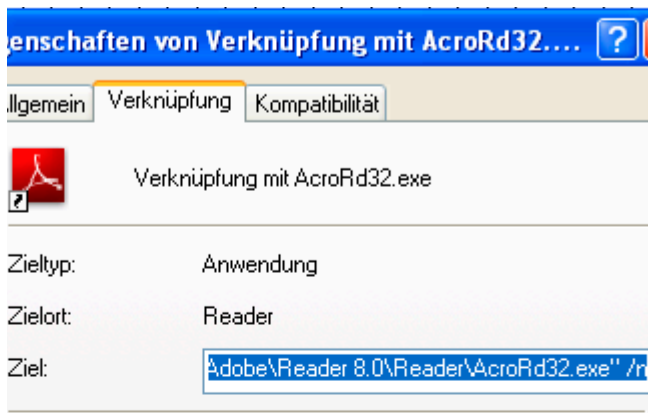 genschaften von Verknüpfung mit AcroRd32.... ?
llgemein Verknüpfung Kompatibilität
Verknüpfung mit AcroRd32.exe
Zieltyp: Anwendung
Zielort: Reader
Ziel: Adobe\Reader 8.0\Reader\AcroRd32.exe" /n